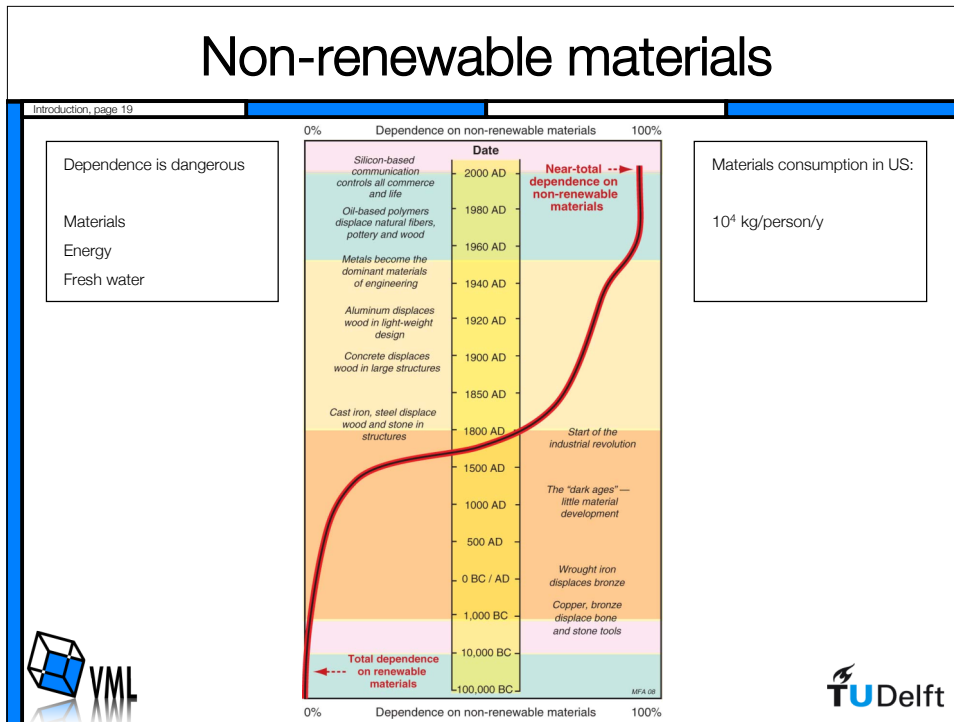 Non-renewable materials
Introduction, page 19
Dependence is dangerous
Materials
Energy
Fresh water
0% Dependence on non-renewable materials 100%
Date
Silicon-based
communication
controls all commerce
and life
Oil-based polymers
displace natural fibers,
pottery and wood
Metals become the
dominant materials
of engineering
Aluminum displaces
wood in light-weight
design
Concrete displaces
wood in large structures
Cast iron, steel displace
wood and stone in
structures
2000 AD
1980 AD
1960 AD
1940 AD
1920 AD
1900 AD
1850 AD
1800 AD
1500 AD
1000 AD
500 AD
0 BC / AD
1,000 BC
10,000 BC
100,000 BC
Near-total
dependence on
non-renewable
materials
Start of the
industrial revolution
The “dark ages” —
little material
development
Wrought iron
displaces bronze
Copper, bronze
displace bone
and stone tools
Total dependence
on renewable
materials
MFA 08
0% Dependence on non-renewable materials 100%
Materials consumption in US:
10⁴ kg/person/y
VML
TUDelft